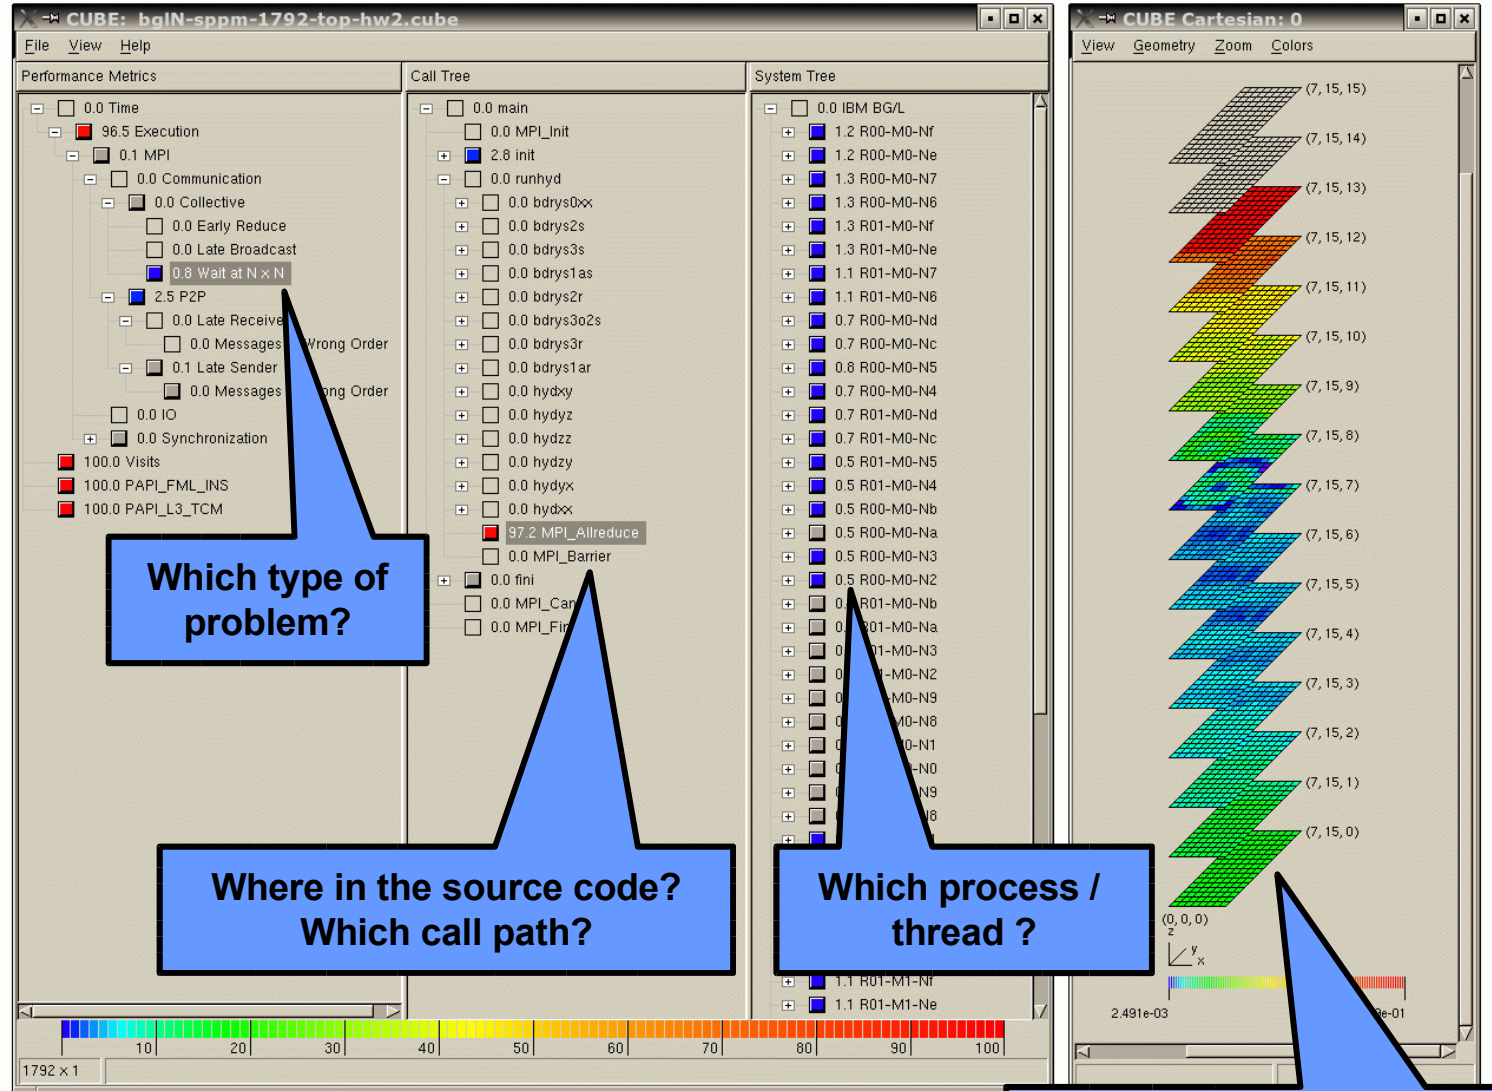 CUBE: bglN-sppm-1792-top-hw2.cube
File View Help
Performance Metrics
0.0 Time
96.5 Execution
0.1 MPI
0.0 Communication
0.0 Collective
0.0 Early Reduce
0.0 Late Broadcast
0.8 Wait at N x N
2.5 P2P
0.0 Late Receive
0.0 Messages Wrong Order
0.1 Late Sender
0.0 Messages Wrong Order
0.0 IO
0.0 Synchronization
100.0 Visits
100.0 PAPI_FML_INS
100.0 PAPI_L3_TCM
Which type of
problem?
Call Tree
0.0 main
0.0 MPI_Init
2.8 init
0.0 runhyd
0.0 bdrys0xx
0.0 bdrys2s
0.0 bdrys3s
0.0 bdrys1as
0.0 bdrys2r
0.0 bdrys3o2s
0.0 bdrys3r
0.0 bdrys1ar
0.0 hydxy
0.0 hydyz
0.0 hydzz
0.0 hydzy
0.0 hydyx
0.0 hydxx
97.2 MPI_Allreduce
0.0 MPI_Barrier
0.0 fini
0.0
0.0
Where in the source code?
Which call path?
System Tree
0.0 IBM BG/L
1.2 R00-M0-Nf
1.2 R00-M0-Ne
1.3 R00-M0-N7
1.3 R00-M0-N6
1.3 R01-M0-Nf
1.3 R01-M0-Ne
1.1 R01-M0-N7
1.1 R01-M0-N6
0.7 R00-M0-Nd
0.7 R00-M0-Nc
0.8 R00-M0-N5
0.7 R00-M0-N4
0.7 R01-M0-Nd
0.7 R01-M0-Nc
0.5 R01-M0-N5
0.5 R01-M0-N4
0.5 R00-M0-Nb
0.5 R00-M0-Na
0.5 R00-M0-N3
0.5 R00-M0-N2
R01-M0-Nb
R01-M0-Na
Which process /
thread ?
1.1 R01-M1-Nf
1.1 R01-M1-Ne
10 20 30 40 50 60 70 80 90 100
1792 x 1
CUBE Cartesian: 0
View Geometry Zoom Colors
(7, 15, 15)
(7, 15, 14)
(7, 15, 13)
(7, 15, 12)
(7, 15, 11)
(7, 15, 10)
(7, 15, 9)
(7, 15, 8)
(7, 15, 7)
(7, 15, 6)
(7, 15, 5)
(7, 15, 4)
(7, 15, 3)
(7, 15, 2)
(7, 15, 1)
(7, 15, 0)
(0, 0, 0)
z
y
x
2.491e-03